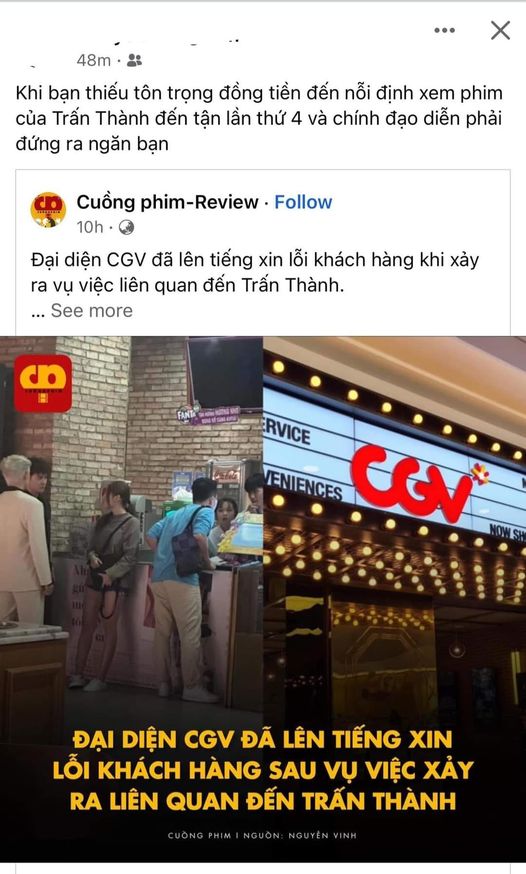 48m ·
Khi bạn thiếu tôn trọng đồng tiền đến nỗi định xem phim
của Trấn Thành đến tận lần thứ 4 và chính đạo diễn phải
đứng ra ngăn bạn
Cuồng phim-Review · Follow
10h ·
Đại diện CGV đã lên tiếng xin lỗi khách hàng khi xảy
ra vụ việc liên quan đến Trấn Thành.
... See more
FANTA
RVICE
VENIENCES
CGV
NOW SH
ĐẠI DIỆN CGV ĐÃ LÊN TIẾNG XIN
LỖI KHÁCH HÀNG SAU VỤ VIỆC XẢY
RA LIÊN QUAN ĐẾN TRẤN THÀNH
CUỒNG PHIM I NGUỒN: NGUYỄN VINH